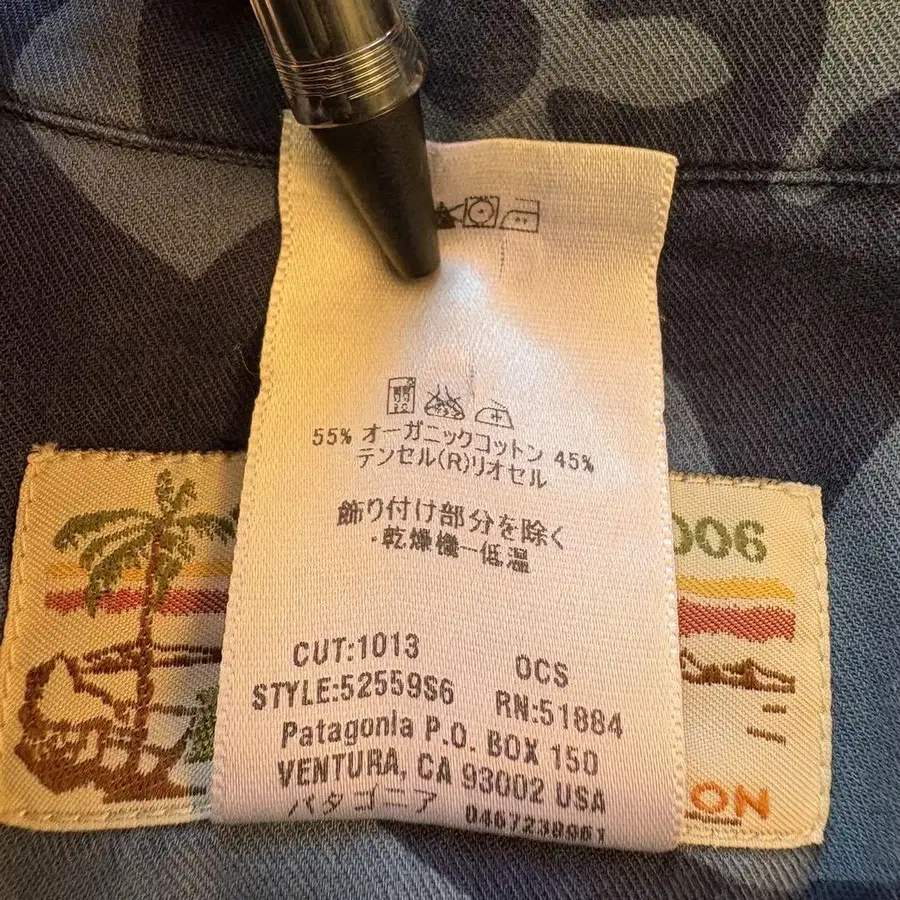 55% オーガニックコットン 45%
テンセル(R)リオセル
飾り付け部分を除く
・乾燥機ー低温
CUT:1013 OCS
STYLE:52559S6 RN:51884
Patagonia P.O. BOX 150
VENTURA, CA 93002 USA
パタゴニア
006
ON